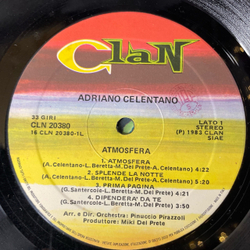 ClaN
ADRIANO CELENTANO
33 GIRI
CLN 20380
16 CLN 20380-1L
LATO 1
STEREO
(P) 1982 CLAN
SIAE
ATMOSFERA
1. ATMOSFERA
(A. Celentano-L. Beretta-M. Del Prete-A. Celentano) 4:22
2. SPLENDE LA NOTTE
(A. Celentano-L. Beretta-M. Del Prete-A. Celentano) 5:20
3. PRIMA PAGINA
(G. Santercole-L. Beretta-M. Del Prete) 4:47
4. DIPENDERA' DA TE
(G. Santercole-L. Beretta-M. Del Prete) 3:50
Arr. e Dir. Orchestra: Pinuccio Pirazzoli
Produttore: Miki Del Prete